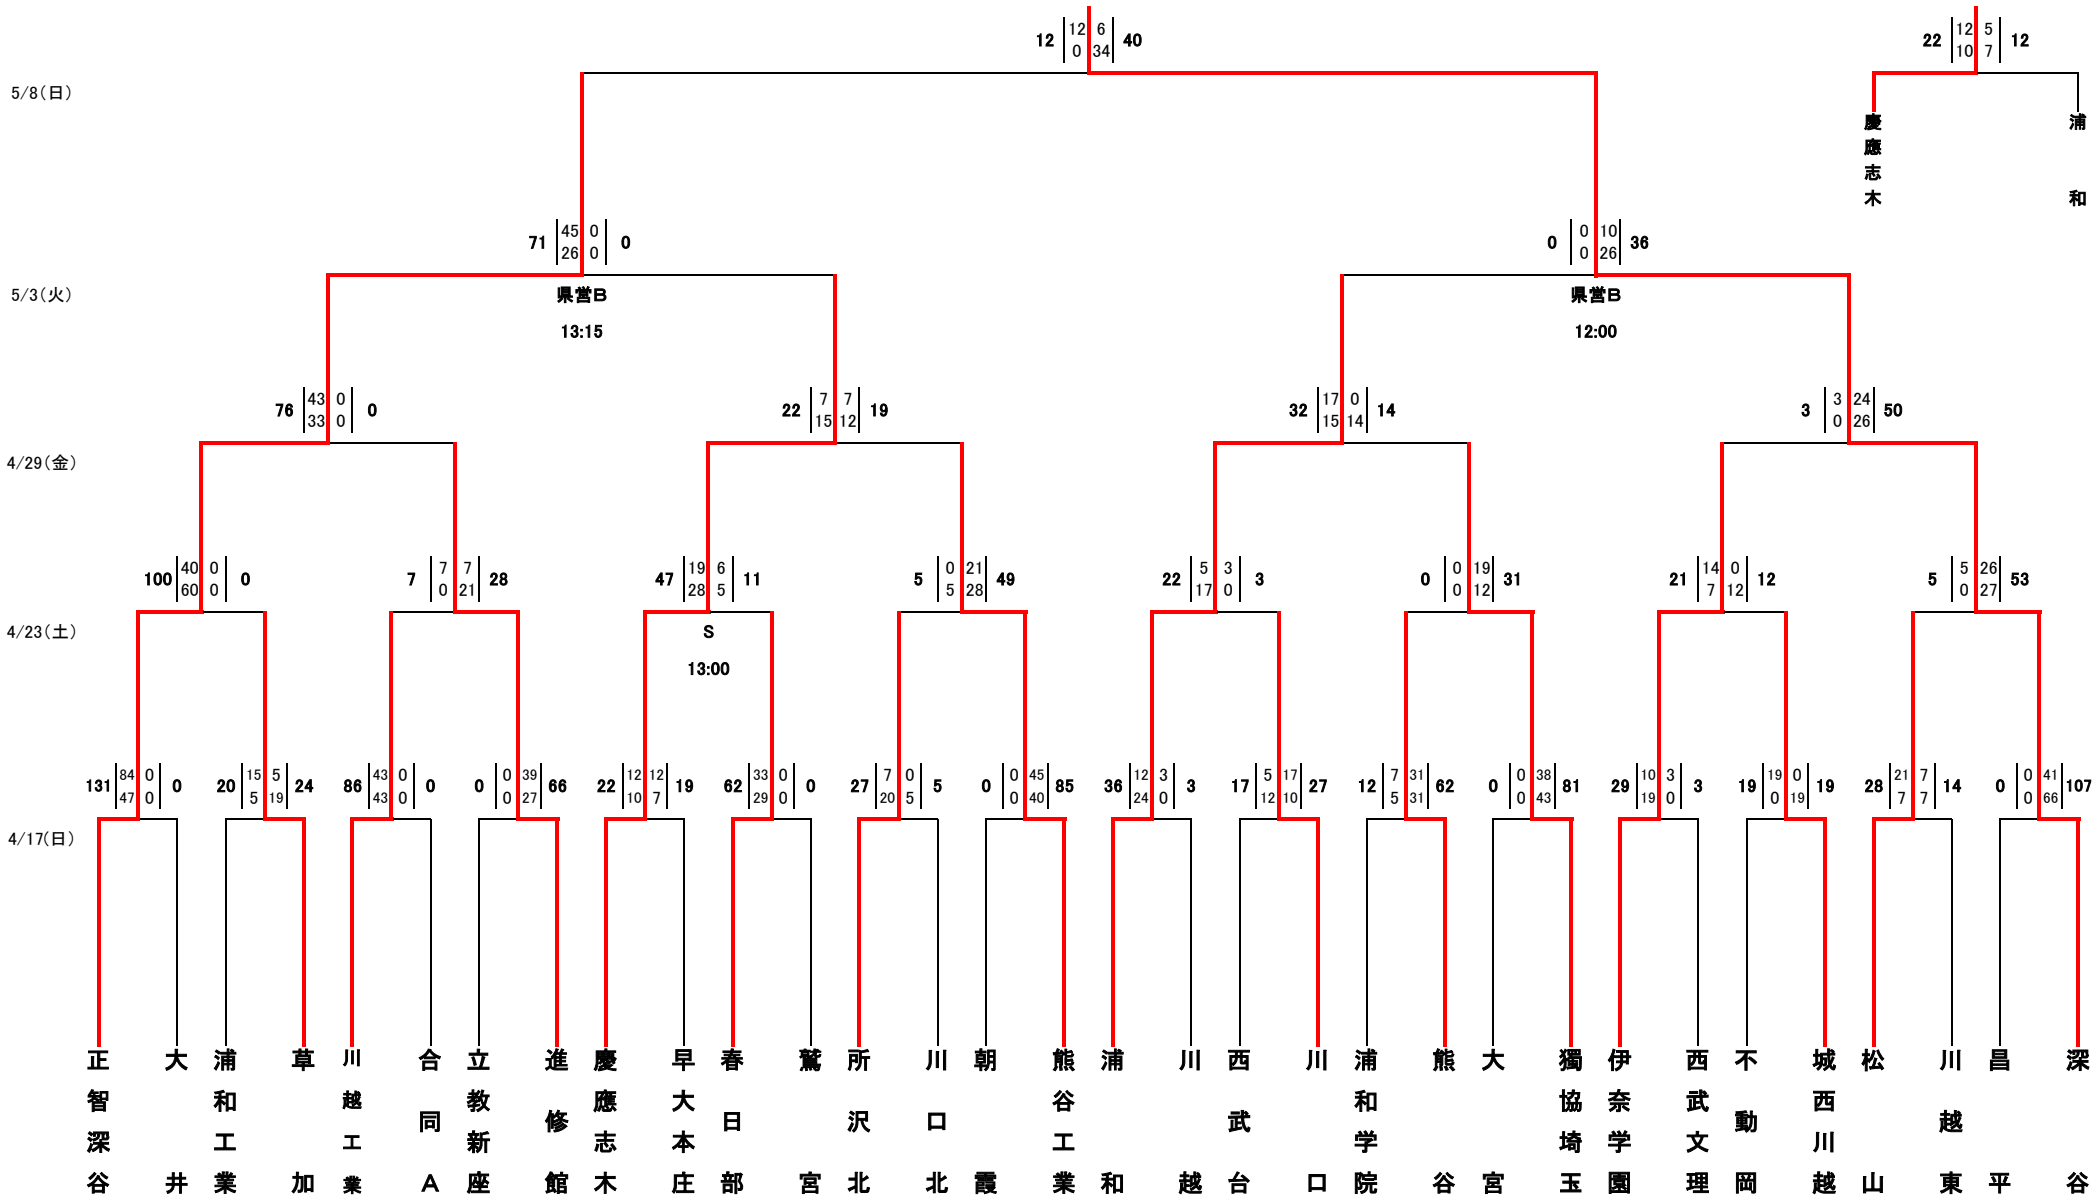 12 12 6 40
0 34
22 12 5 12
10 7
5/8(日)
慶應志木
浦和
71 45 0 0
26 0
0 0 10 36
0 26
5/3(火)
県営B
13:15
県営B
12:00
76 43 0 0
33 0
22 7 7 19
15 12
32 17 0 14
15 14
3 3 24 50
0 26
4/29(金)
100 40 0 0
60 0
7 7 7 28
0 21
47 19 6 11
28 5
5 0 21 49
5 28
22 5 3 3
17 0
0 0 19 31
0 12
21 14 0 12
7 12
5 5 26 53
0 27
4/23(土)
S
13:00
131 84 0 0
47 0
20 15 5 24
5 19
86 43 0 0
43 0
0 0 39 66
0 27
22 12 12 19
10 7
62 33 0 0
29 0
27 7 0 5
20 5
0 0 45 85
0 40
36 12 3 3
24 0
17 5 17 27
12 10
12 7 31 62
5 31
0 0 38 81
0 43
29 10 3 3
19 0
19 19 0 19
0 19
28 21 7 14
7 7
0 0 41 107
0 66
4/17(日)
正智深谷
大井
浦和工業
草加
川越工業
合同A
立教新座
進修館
慶應志木
早大本庄
春日部
鷲宮
所沢北
川口北
朝霞
熊谷工業
浦和
川越
西武台
川口
浦和学院
熊谷
大宮
獨協埼玉
伊奈学園
西武文理
不動岡
城西川越
松山
川越東
昌平
深谷